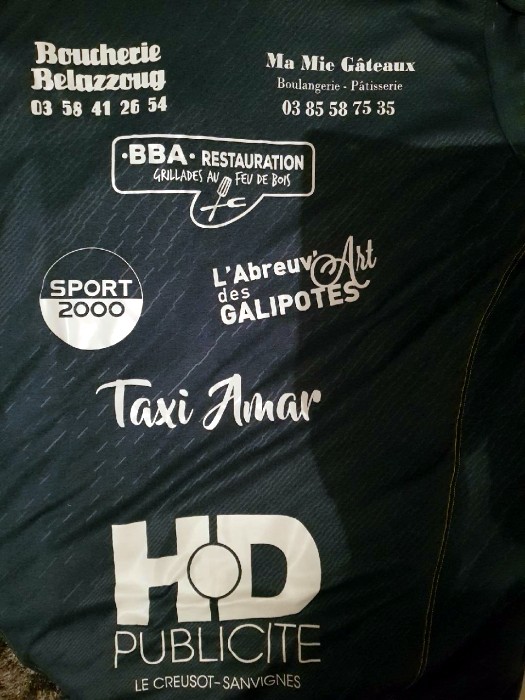 Boucherie
Belazzoug
03 58 41 26 54
Ma Mie Gâteaux
Boulangerie - Pâtisserie
03 85 58 75 35
·BBA· RESTAURATION
GRILLADES AU FEU DE BOIS
SPORT
2000
L'Abreuv'Art
des
GALIPOTES
Taxi Amar
HD
PUBLICITE
LE CREUSOT-SANVIGNES